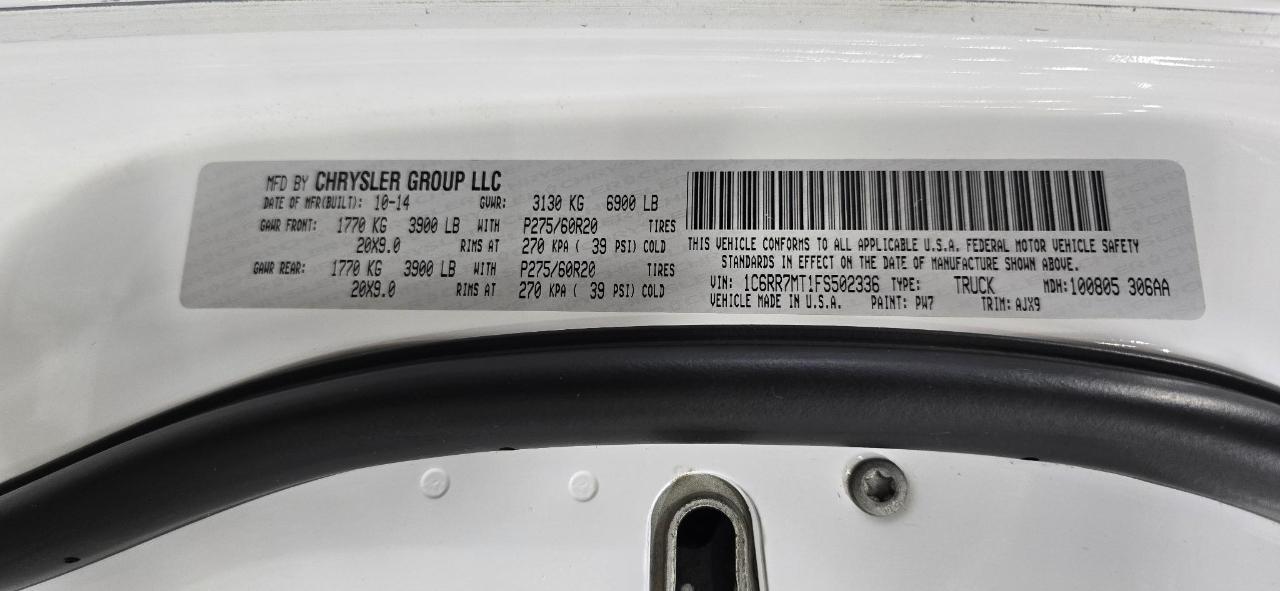 MFD BY CHRYSLER GROUP LLC
DATE OF MFR(BUILT): 10-14 GVWR: 3130 KG 6900 LB
GAWR FRONT: 1770 KG 3900 LB WITH P275/60R20 TIRES
20X9.0 RIMS AT 270 KPA ( 39 PSI) COLD
GAWR REAR: 1770 KG 3900 LB WITH P275/60R20 TIRES
20X9.0 RIMS AT 270 KPA ( 39 PSI) COLD
THIS VEHICLE CONFORMS TO ALL APPLICABLE U.S.A. FEDERAL MOTOR VEHICLE SAFETY
STANDARDS IN EFFECT ON THE DATE OF MANUFACTURE SHOWN ABOVE.
VIN: 1C6RR7MT1FS502336 TYPE: TRUCK MDH: 100805 306AA
VEHICLE MADE IN U.S.A. PAINT: PW7 TRIM: AJX9